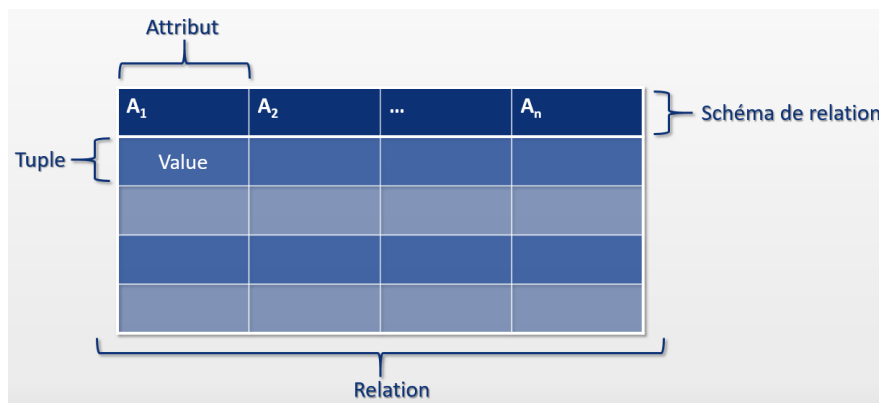 Attribut
A₁ A₂ ... Aₙ
Schéma de relation
Tuple
Value
Relation